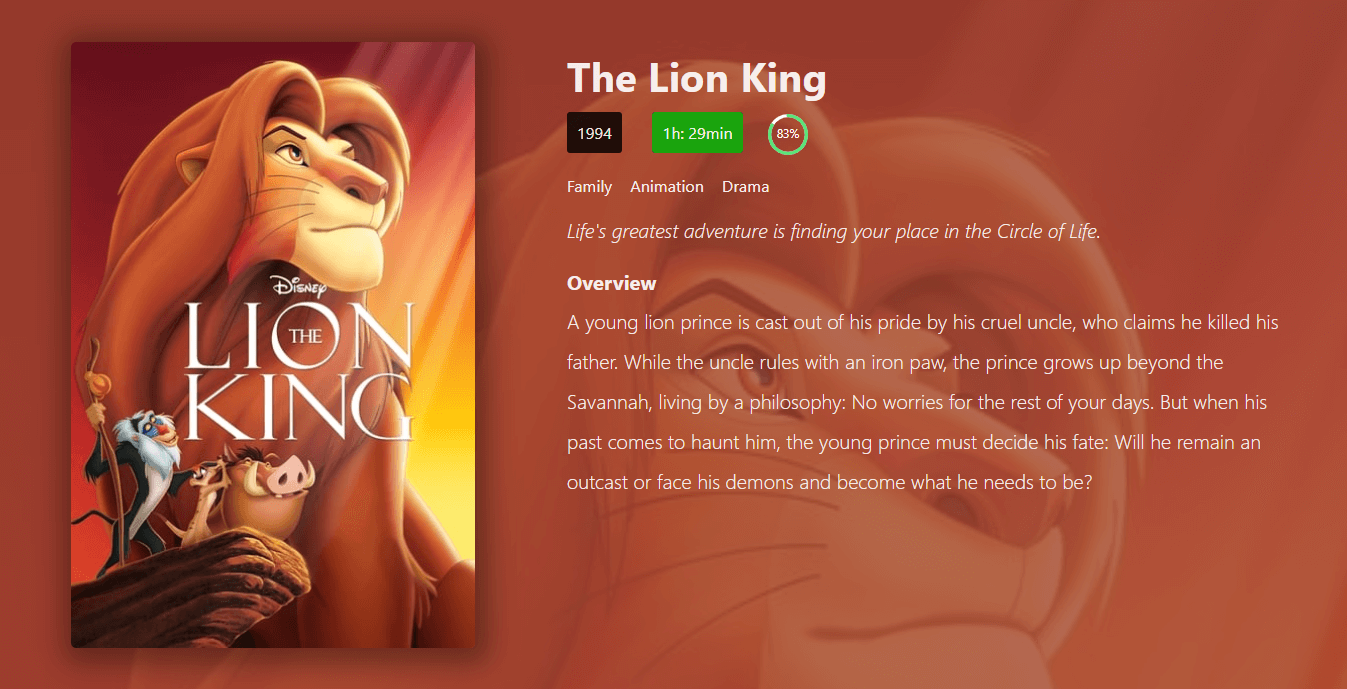 Disney
THE
LION
KING
The Lion King
1994
1h: 29min
83%
Family Animation Drama
Life's greatest adventure is finding your place in the Circle of Life.
Overview
A young lion prince is cast out of his pride by his cruel uncle, who claims he killed his
father. While the uncle rules with an iron paw, the prince grows up beyond the
Savannah, living by a philosophy: No worries for the rest of your days. But when his
past comes to haunt him, the young prince must decide his fate: Will he remain an
outcast or face his demons and become what he needs to be?